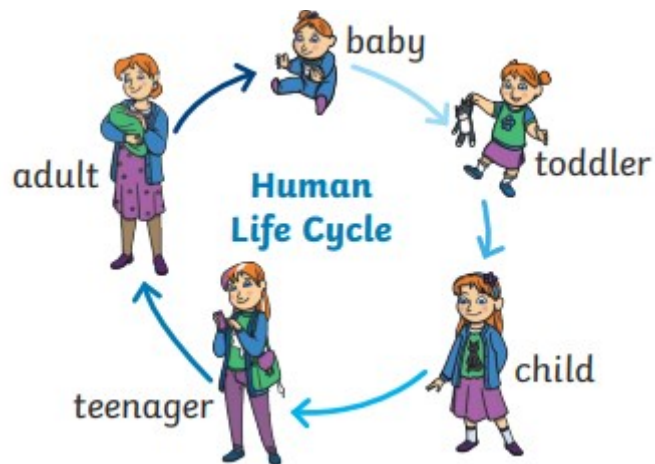 baby
toddler
child
teenager
adult
Human
Life Cycle